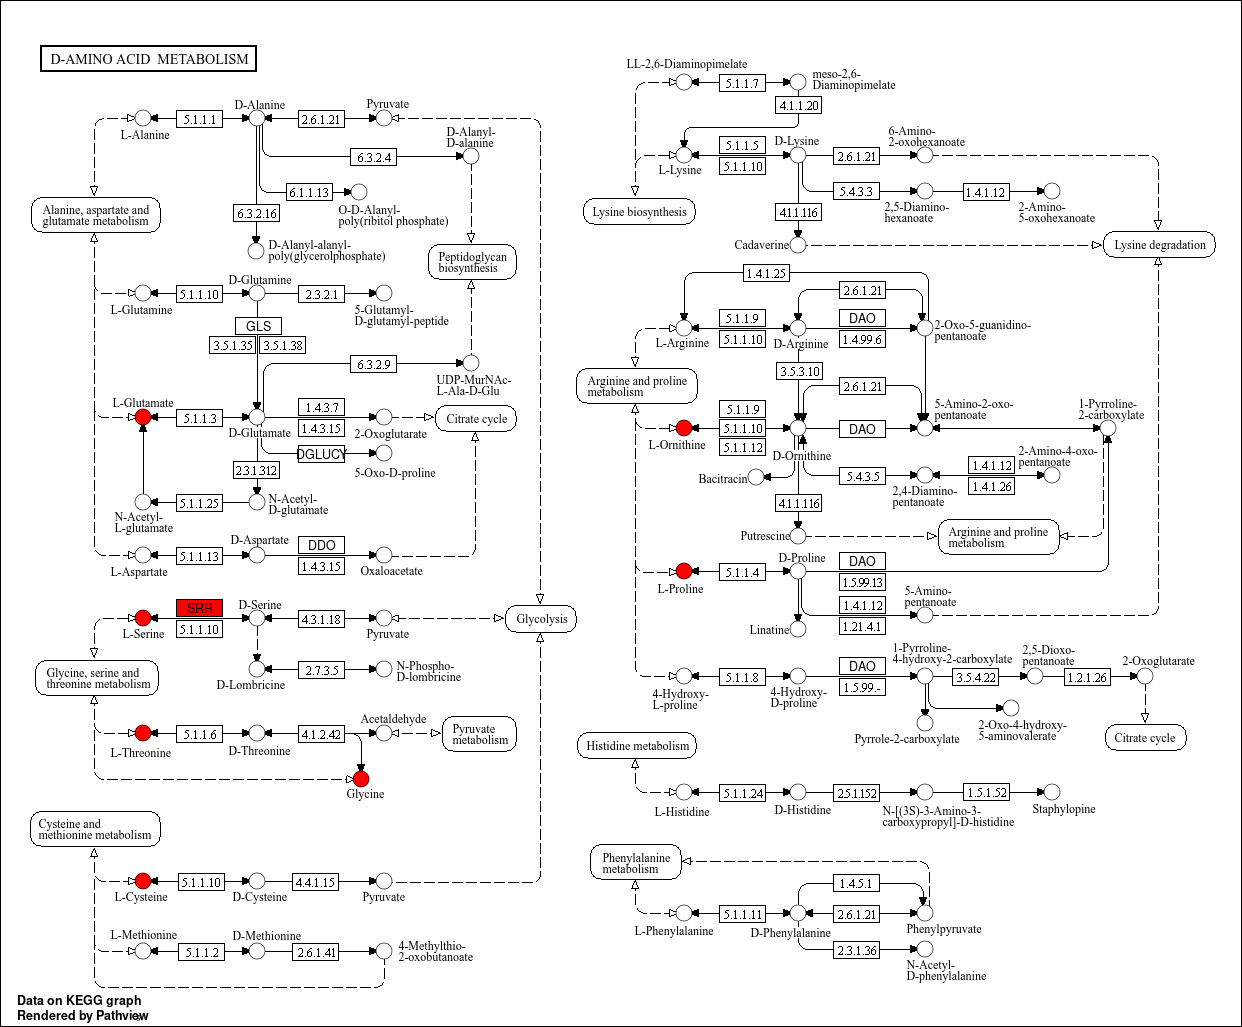 D-AMINO ACID METABOLISM
L-Alanine
5.1.1.1
D-Alanine
2.6.1.21
Pyruvate
6.3.2.4
D-Alanyl-
D-alanine
6.1.1.13
O-D-Alanyl-
poly(ribitol phosphate)
6.3.2.16
D-Alanyl-alanyl-
poly(glycerolphosphate)
Alanine, aspartate and
glutamate metabolism
Peptidoglycan
biosynthesis
L-Glutamine
5.1.1.10
D-Glutamine
2.3.2.1
5-Glutamyl-
D-glutamyl-peptide
GLS
3.5.1.35
3.5.1.38
6.3.2.9
UDP-MurNAc-
L-Ala-D-Glu
L-Glutamate
5.1.1.3
D-Glutamate
1.4.3.7
1.4.3.15
2-Oxoglutarate
Citrate cycle
DGLUCY
5-Oxo-D-proline
2.3.1.312
N-Acetyl-
L-glutamate
5.1.1.25
N-Acetyl-
D-glutamate
L-Aspartate
5.1.1.13
D-Aspartate
DDO
1.4.3.15
Oxaloacetate
L-Serine
SRR
5.1.1.10
D-Serine
4.3.1.18
Pyruvate
Glycolysis
D-Lombricine
2.7.3.5
N-Phospho-
D-lombricine
Glycine, serine and
threonine metabolism
L-Threonine
5.1.1.6
D-Threonine
4.1.2.42
Acetaldehyde
Pyruvate
metabolism
Glycine
Cysteine and
methionine metabolism
L-Cysteine
5.1.1.10
D-Cysteine
4.4.1.15
Pyruvate
L-Methionine
5.1.1.2
D-Methionine
2.6.1.41
4-Methylthio-
2-oxobutanoate
LL-2,6-Diaminopimelate
5.1.1.7
meso-2,6-
Diaminopimelate
4.1.1.20
L-Lysine
5.1.1.5
5.1.1.10
D-Lysine
2.6.1.21
6-Amino-
2-oxohexanoate
5.4.3.3
2,5-Diamino-
hexanoate
1.4.1.12
2-Amino-
5-oxohexanoate
Lysine biosynthesis
4.1.1.116
Cadaverine
Lysine degradation
1.4.1.25
2.6.1.21
L-Arginine
5.1.1.9
5.1.1.10
D-Arginine
DAO
1.4.99.6
2-Oxo-5-guanidino-
pentanoate
Arginine and proline
metabolism
3.5.3.10
2.6.1.21
L-Ornithine
5.1.1.9
5.1.1.10
5.1.1.12
D-Ornithine
DAO
5-Amino-2-oxo-
pentanoate
1-Pyrroline-
2-carboxylate
Bacitracin
5.4.3.5
2,4-Diamino-
pentanoate
1.4.1.12
1.4.1.26
2-Amino-4-oxo-
pentanoate
4.1.1.116
Putrescine
Arginine and proline
metabolism
L-Proline
5.1.1.4
D-Proline
DAO
1.5.99.13
1.4.1.12
1.21.4.1
5-Amino-
pentanoate
Linatine
4-Hydroxy-
L-proline
5.1.1.8
4-Hydroxy-
D-proline
DAO
1.5.99.-
1-Pyrroline-
4-hydroxy-2-carboxylate
3.5.4.22
2,5-Dioxo-
pentanoate
1.2.1.26
2-Oxoglutarate
Pyrrole-2-carboxylate
2-Oxo-4-hydroxy-
5-aminovalerate
Citrate cycle
Histidine metabolism
L-Histidine
5.1.1.24
D-Histidine
2.5.1.152
N-[(3S)-3-Amino-3-
carboxypropyl]-D-histidine
1.5.1.52
Staphylopine
Phenylalanine
metabolism
L-Phenylalanine
5.1.1.11
D-Phenylalanine
1.4.5.1
2.6.1.21
Phenylpyruvate
2.3.1.36
N-Acetyl-
D-phenylalanine
Data on KEGG graph
Rendered by Pathview